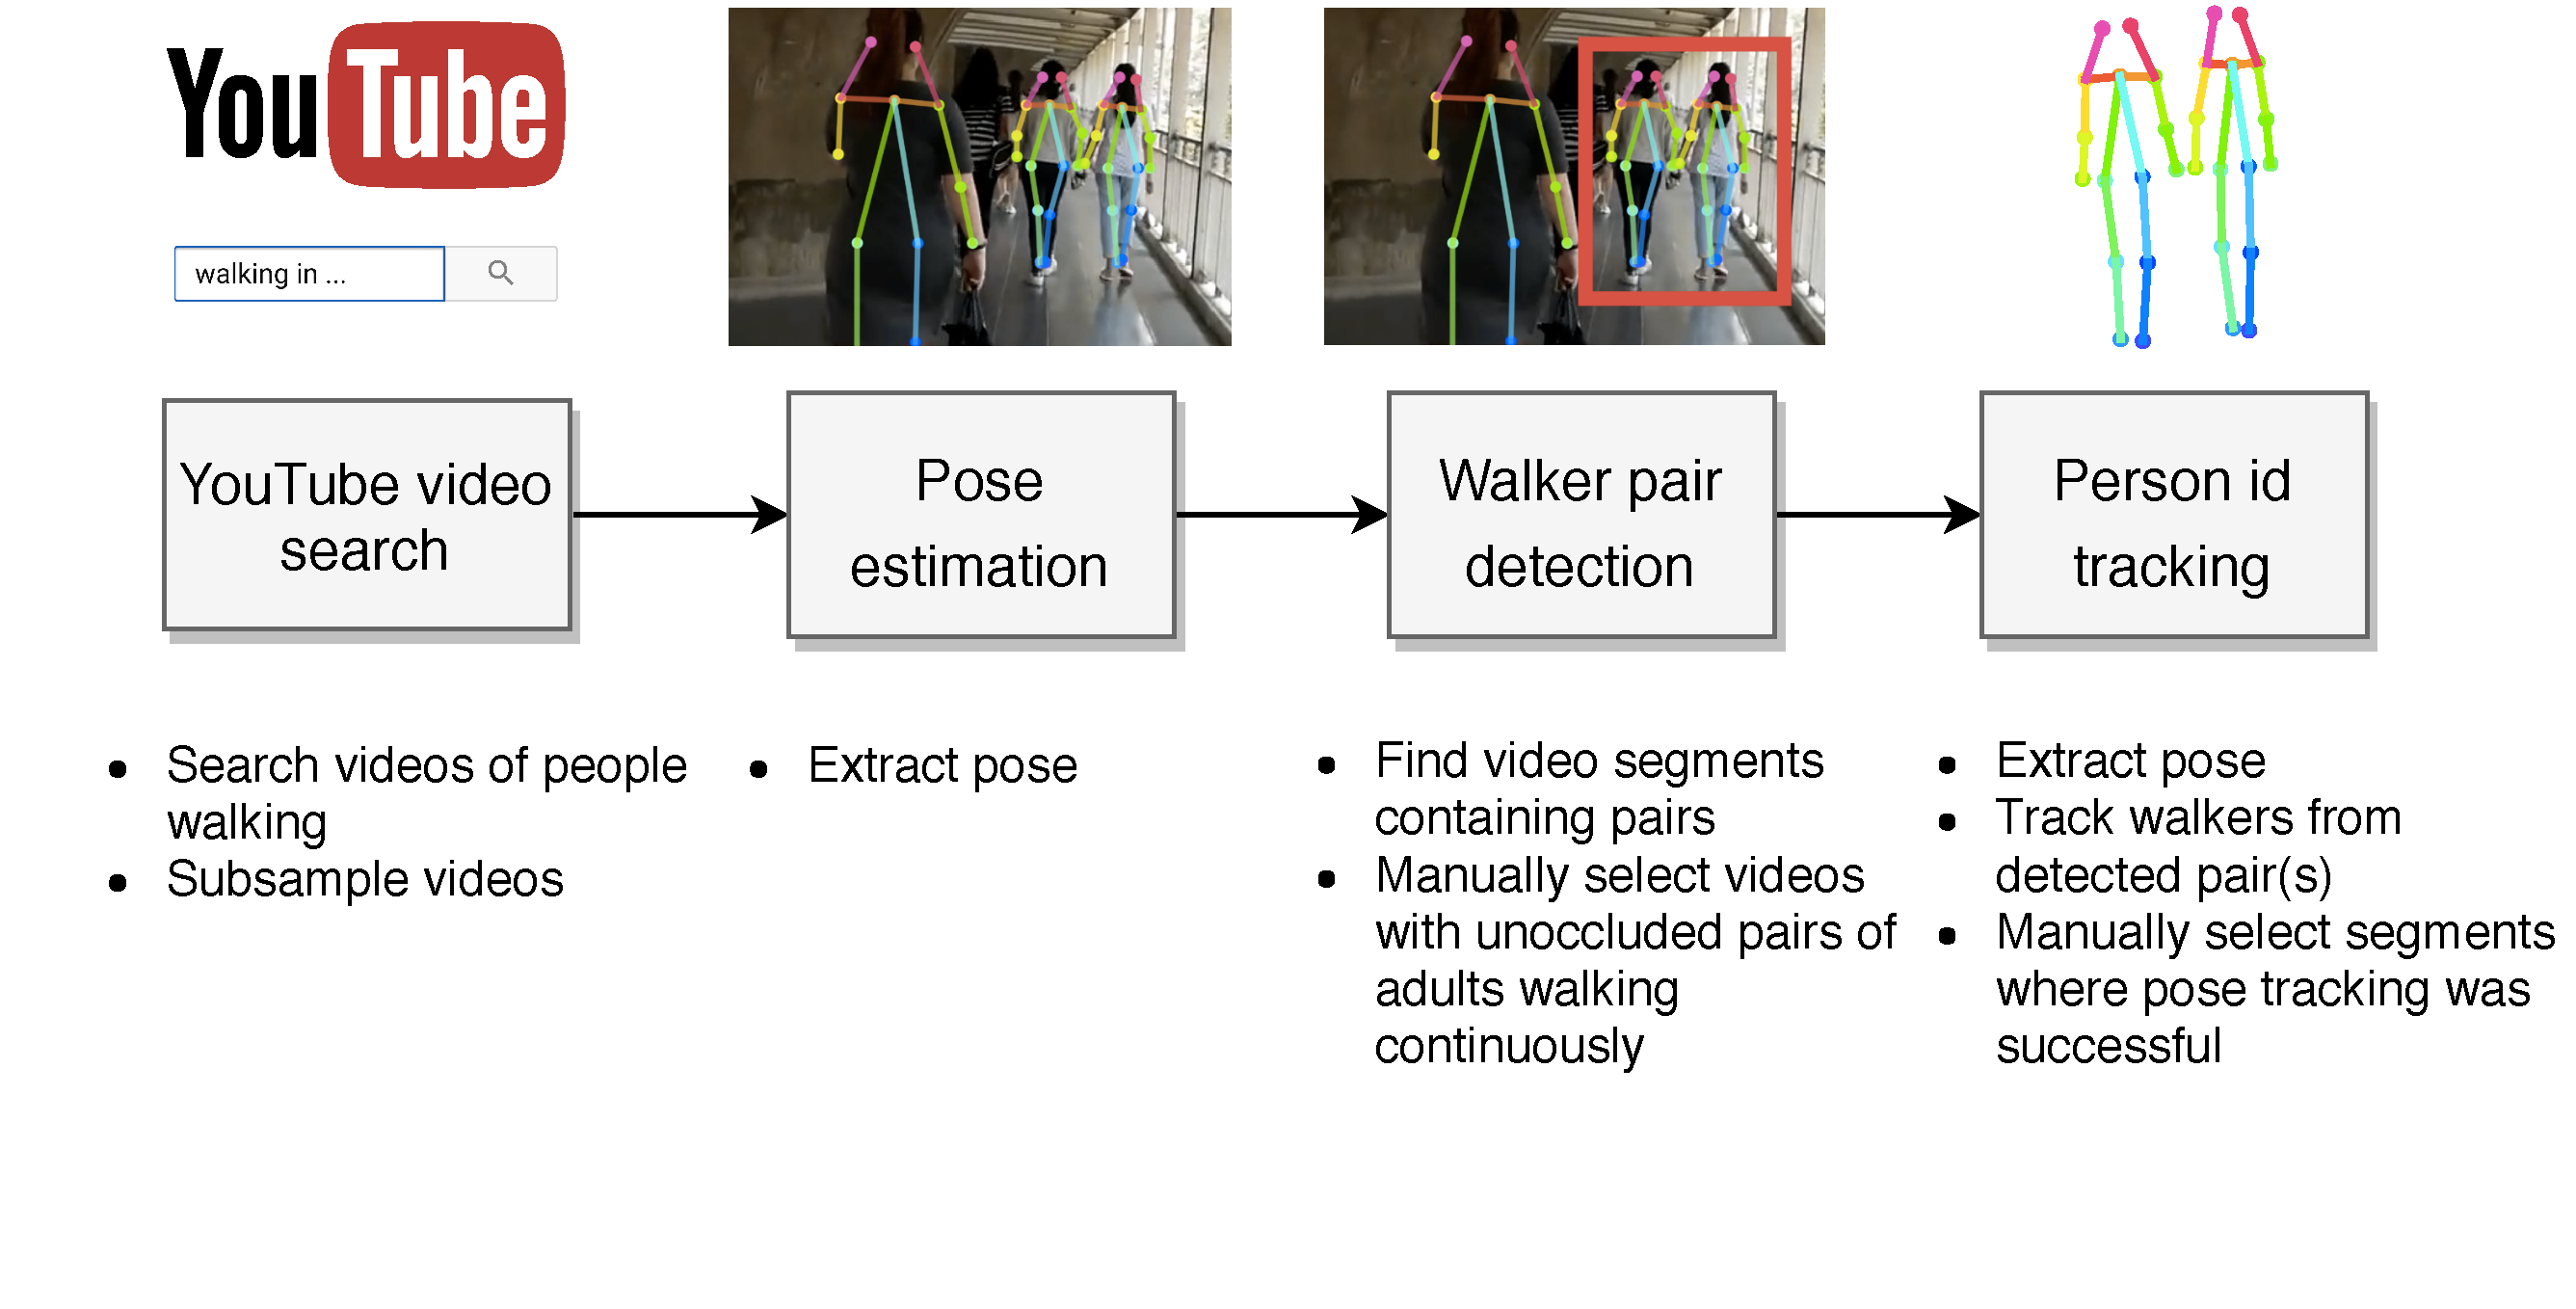 YouTube
walking in ...
YouTube video
search
Pose
estimation
Walker pair
detection
Person id
tracking
• Search videos of people
walking
• Subsample videos
• Extract pose
• Find video segments
containing pairs
• Manually select videos
with unoccluded pairs of
adults walking
continuously
• Extract pose
• Track walkers from
detected pair(s)
• Manually select segments
where pose tracking was
successful